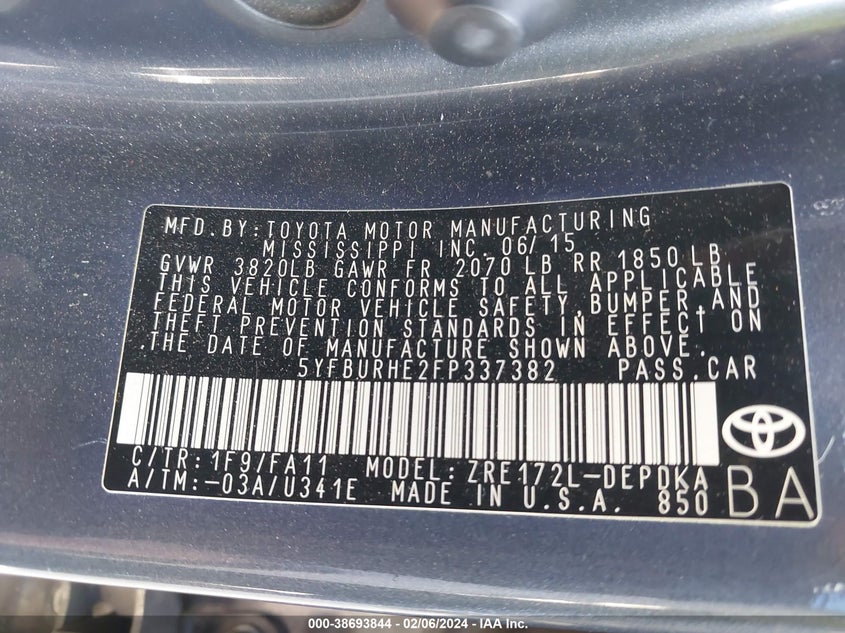 MFD. BY: TOYOTA MOTOR MANUFACTURING
MISSISSIPPI INC. 06/15
GVWR 3820LB GAWR FR 2070 LB RR 1850 LB
THIS VEHICLE CONFORMS TO ALL APPLICABLE
FEDERAL MOTOR VEHICLE SAFETY, BUMPER, AND
THEFT PREVENTION STANDARDS IN EFFECT ON
.THE DATE OF MANUFACTURE SHOWN ABOVE.
5YFBURHE2FP337382 PASS. CAR
C/TR: 1F9/FA11 MODEL: ZRE172L-DEPDKA
A/TM:-03A/U341E MADE IN U.S.A. 850 BA
000-38693844 - 02/06/2024 - IAA Inc.